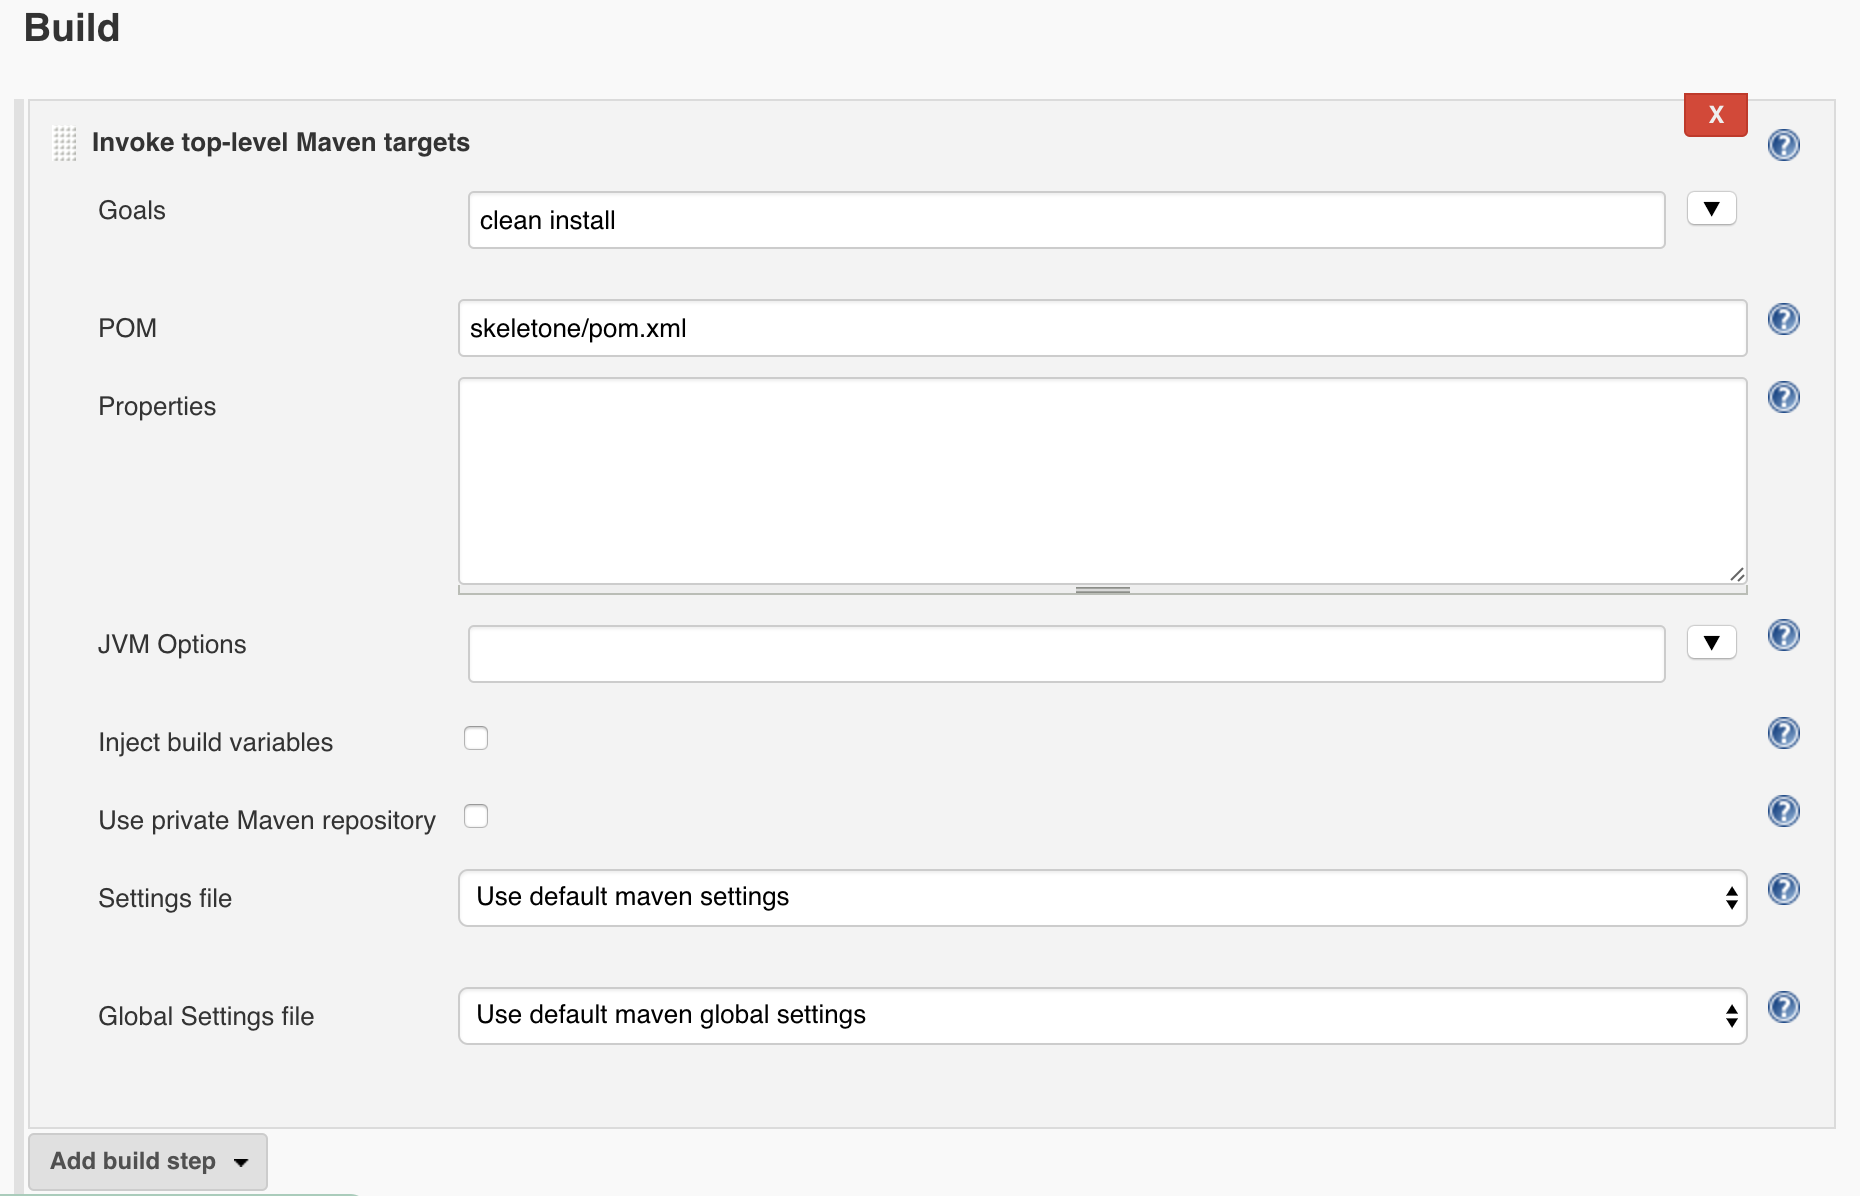 Build
Invoke top-level Maven targets
X
Goals
clean install
POM
skeletone/pom.xml
Properties
JVM Options
Inject build variables
Use private Maven repository
Settings file
Use default maven settings
Global Settings file
Use default maven global settings
Add build step